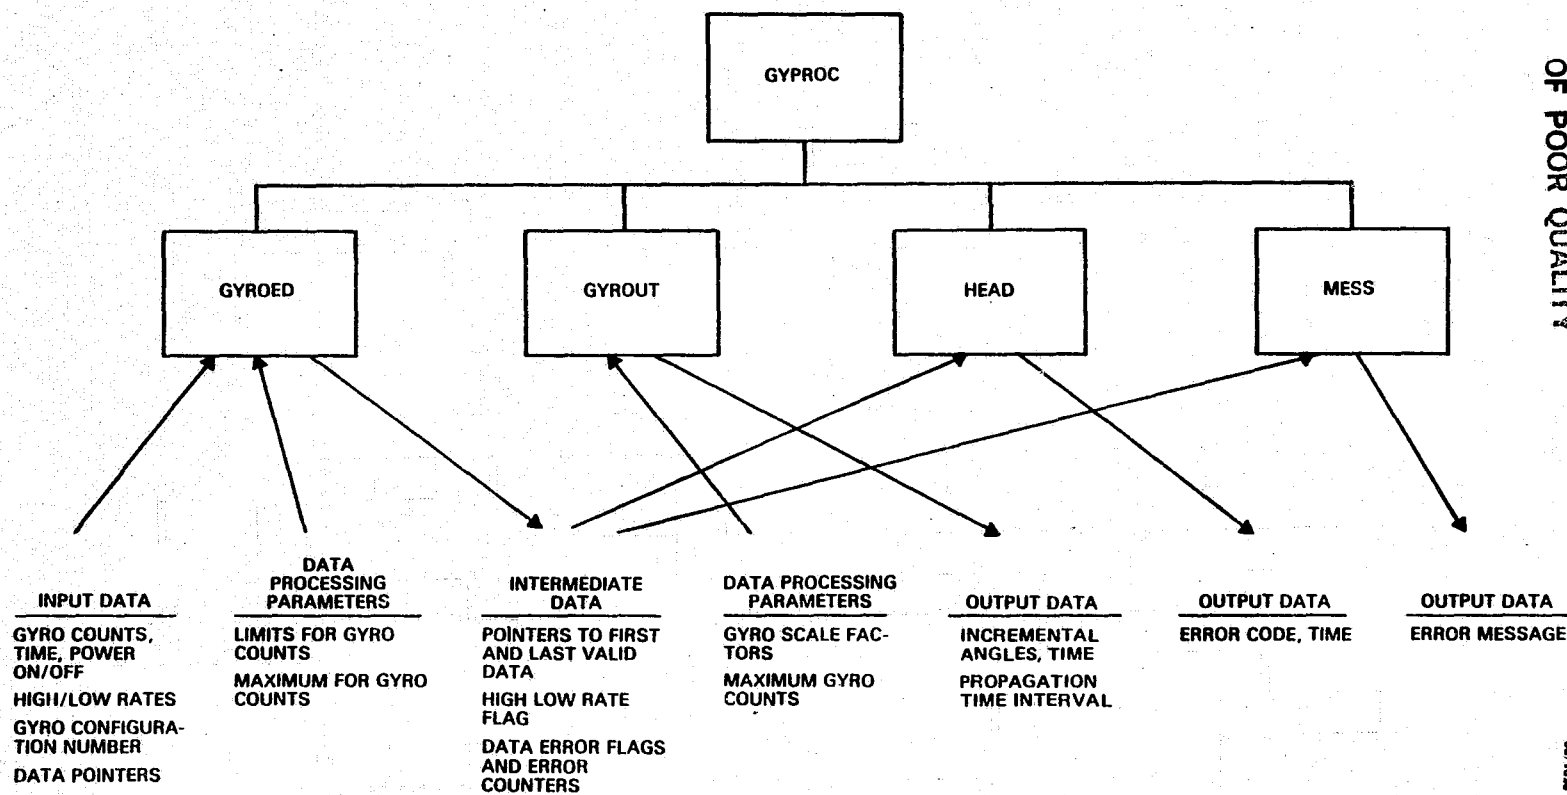 GYPROC
OF POOR QUALITY
GYROED
GYROUT
HEAD
MESS
INPUT DATA
GYRO COUNTS,
TIME, POWER
ON/OFF
HIGH/LOW RATES
GYRO CONFIGURA-
TION NUMBER
DATA POINTERS
DATA
PROCESSING
PARAMETERS
LIMITS FOR GYRO
COUNTS
MAXIMUM FOR GYRO
COUNTS
INTERMEDIATE
DATA
POINTERS TO FIRST
AND LAST VALID
DATA
HIGH LOW RATE
FLAG
DATA ERROR FLAGS
AND ERROR
COUNTERS
DATA PROCESSING
PARAMETERS
GYRO SCALE FAC-
TORS
MAXIMUM GYRO
COUNTS
OUTPUT DATA
INCREMENTAL
ANGLES, TIME
PROPAGATION
TIME INTERVAL
OUTPUT DATA
ERROR CODE, TIME
OUTPUT DATA
ERROR MESSAGE